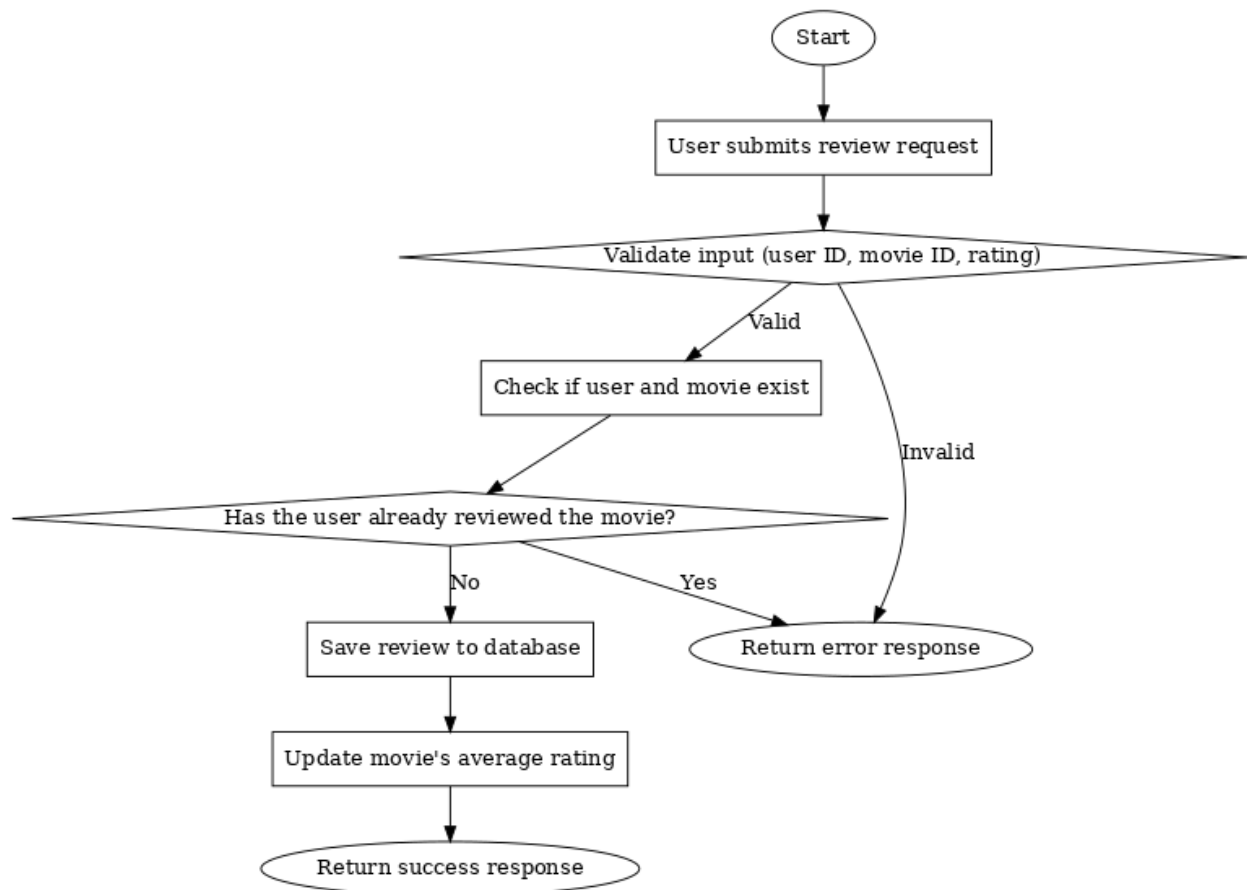 Start
User submits review request
Validate input (user ID, movie ID, rating)
Valid
Check if user and movie exist
Invalid
Has the user already reviewed the movie?
No
Yes
Save review to database
Return error response
Update movie's average rating
Return success response